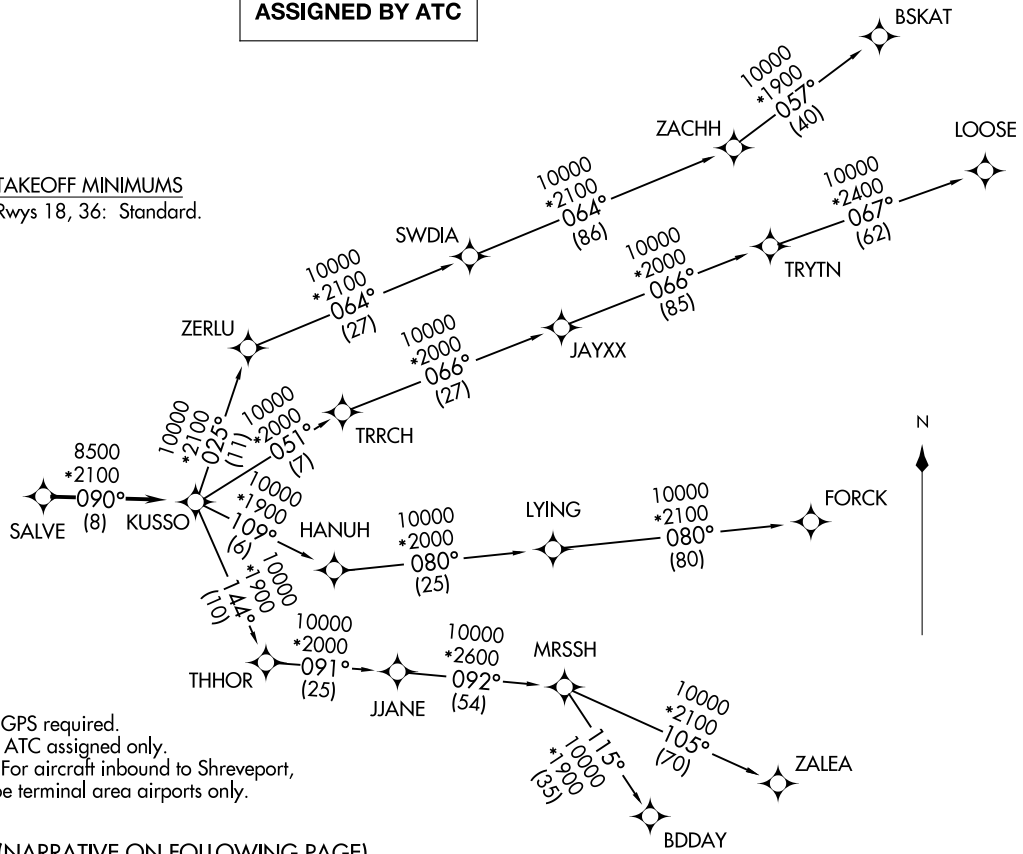 ASSIGNED BY ATC
BSKAT
10000
*1900
057°
(40)
ZACHH
LOOSE
TAKEOFF MINIMUMS
Rwys 18, 36: Standard.
10000
*2100
064°
(86)
10000
*2400
067°
(62)
SWDIA
TRYTN
10000
*2100
064°
(27)
10000
*2000
066°
(85)
ZERLU
JAYXX
10000
*2000
066°
(27)
TRRCH
10000
*2100
025°
(11)
10000
*2000
051°
(7)
N
8500
*2100
090°
(8)
SALVE
KUSSO
10000
*1900
109°
(6)
HANUH
10000
*2000
080°
(25)
LYING
10000
*2100
080°
(80)
FORCK
10000
*1900
144°
(10)
THHOR
10000
*2000
091°
(25)
JJANE
10000
*2600
092°
(54)
MRSSH
10000
*2100
105°
(70)
ZALEA
115°
10000
*1900
(35)
BDDAY
GPS required.
ATC assigned only.
For aircraft inbound to Shreveport,
be terminal area airports only.
(NARRATIVE ON FOLLOWING PAGE)